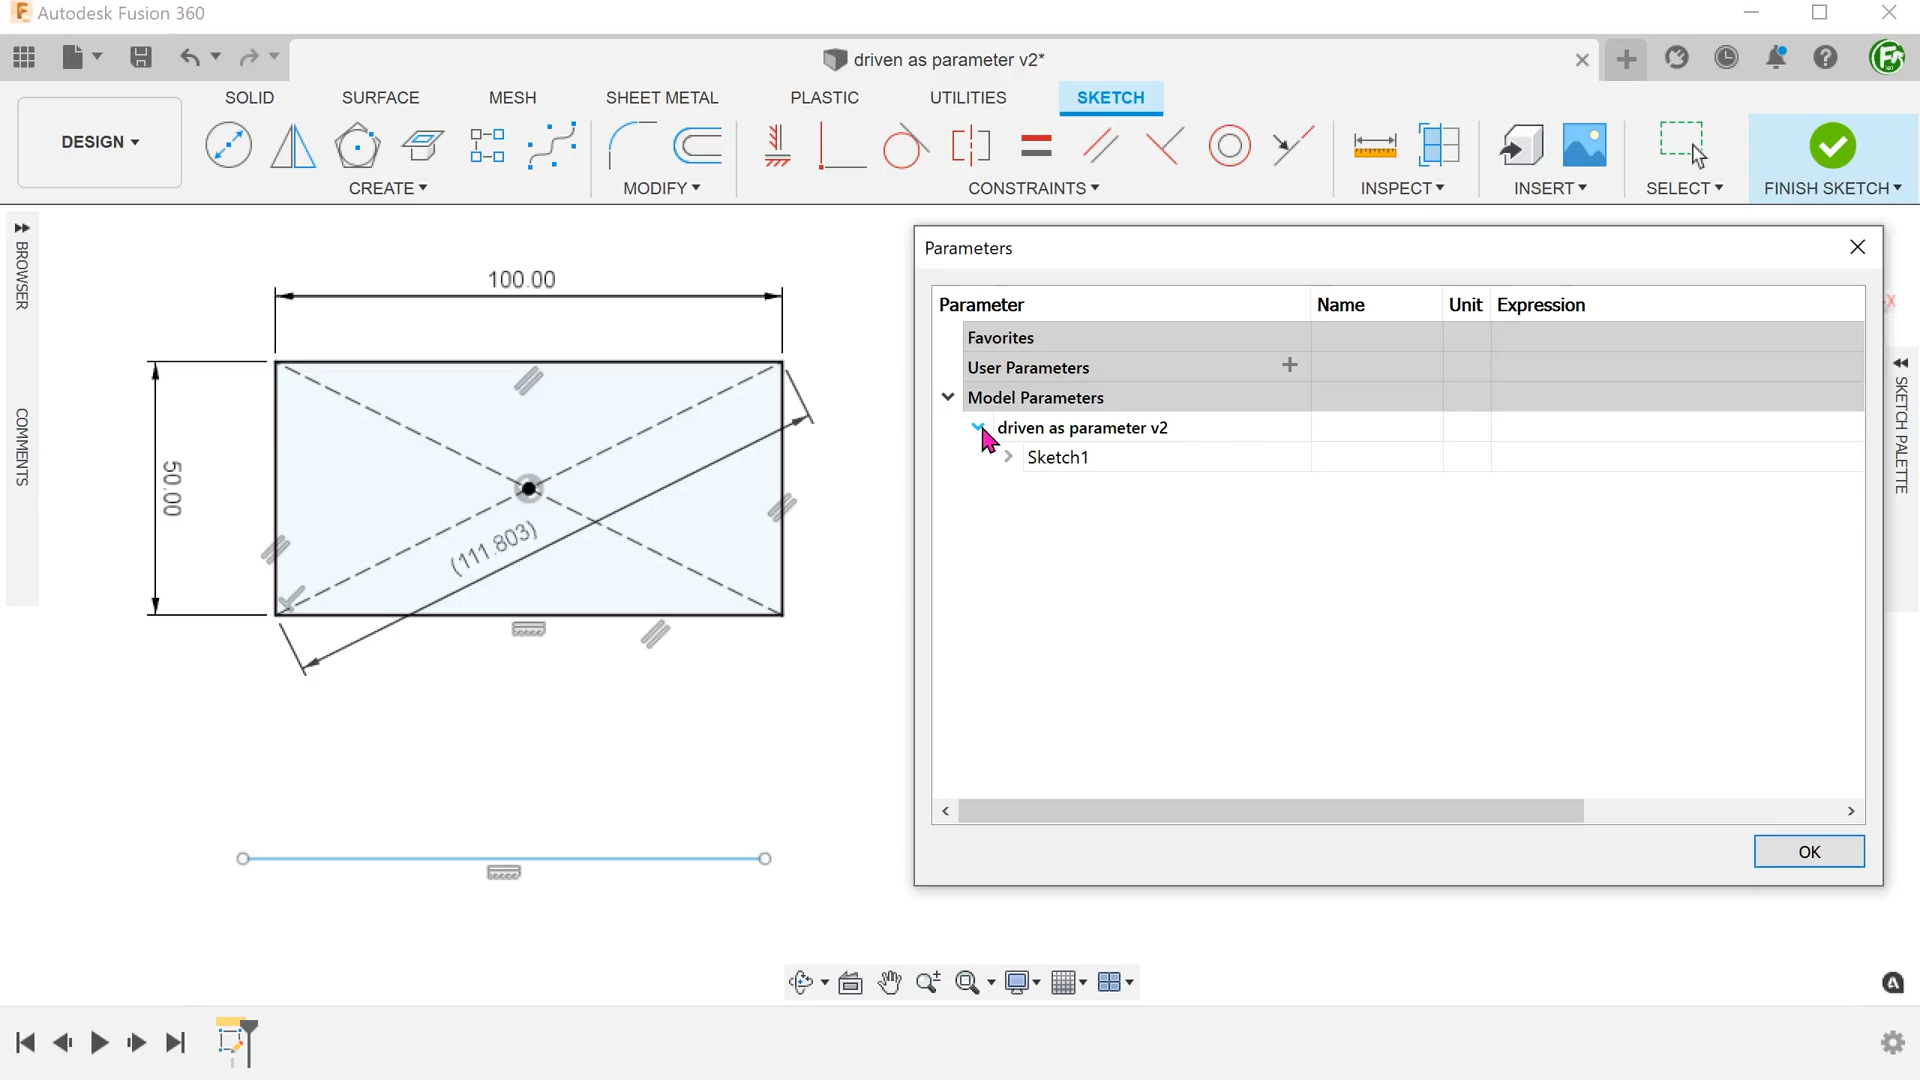 Autodesk Fusion 360
driven as parameter v2*
SOLID SURFACE MESH SHEET METAL PLASTIC UTILITIES SKETCH
DESIGN
CREATE MODIFY CONSTRAINTS INSPECT INSERT SELECT FINISH SKETCH
BROWSER
COMMENTS
100.00
50.00
(111.803)
Parameters
Parameter Name Unit Expression
Favorites
User Parameters
Model Parameters
driven as parameter v2
Sketch1
OK
X
SKETCH PALETTE